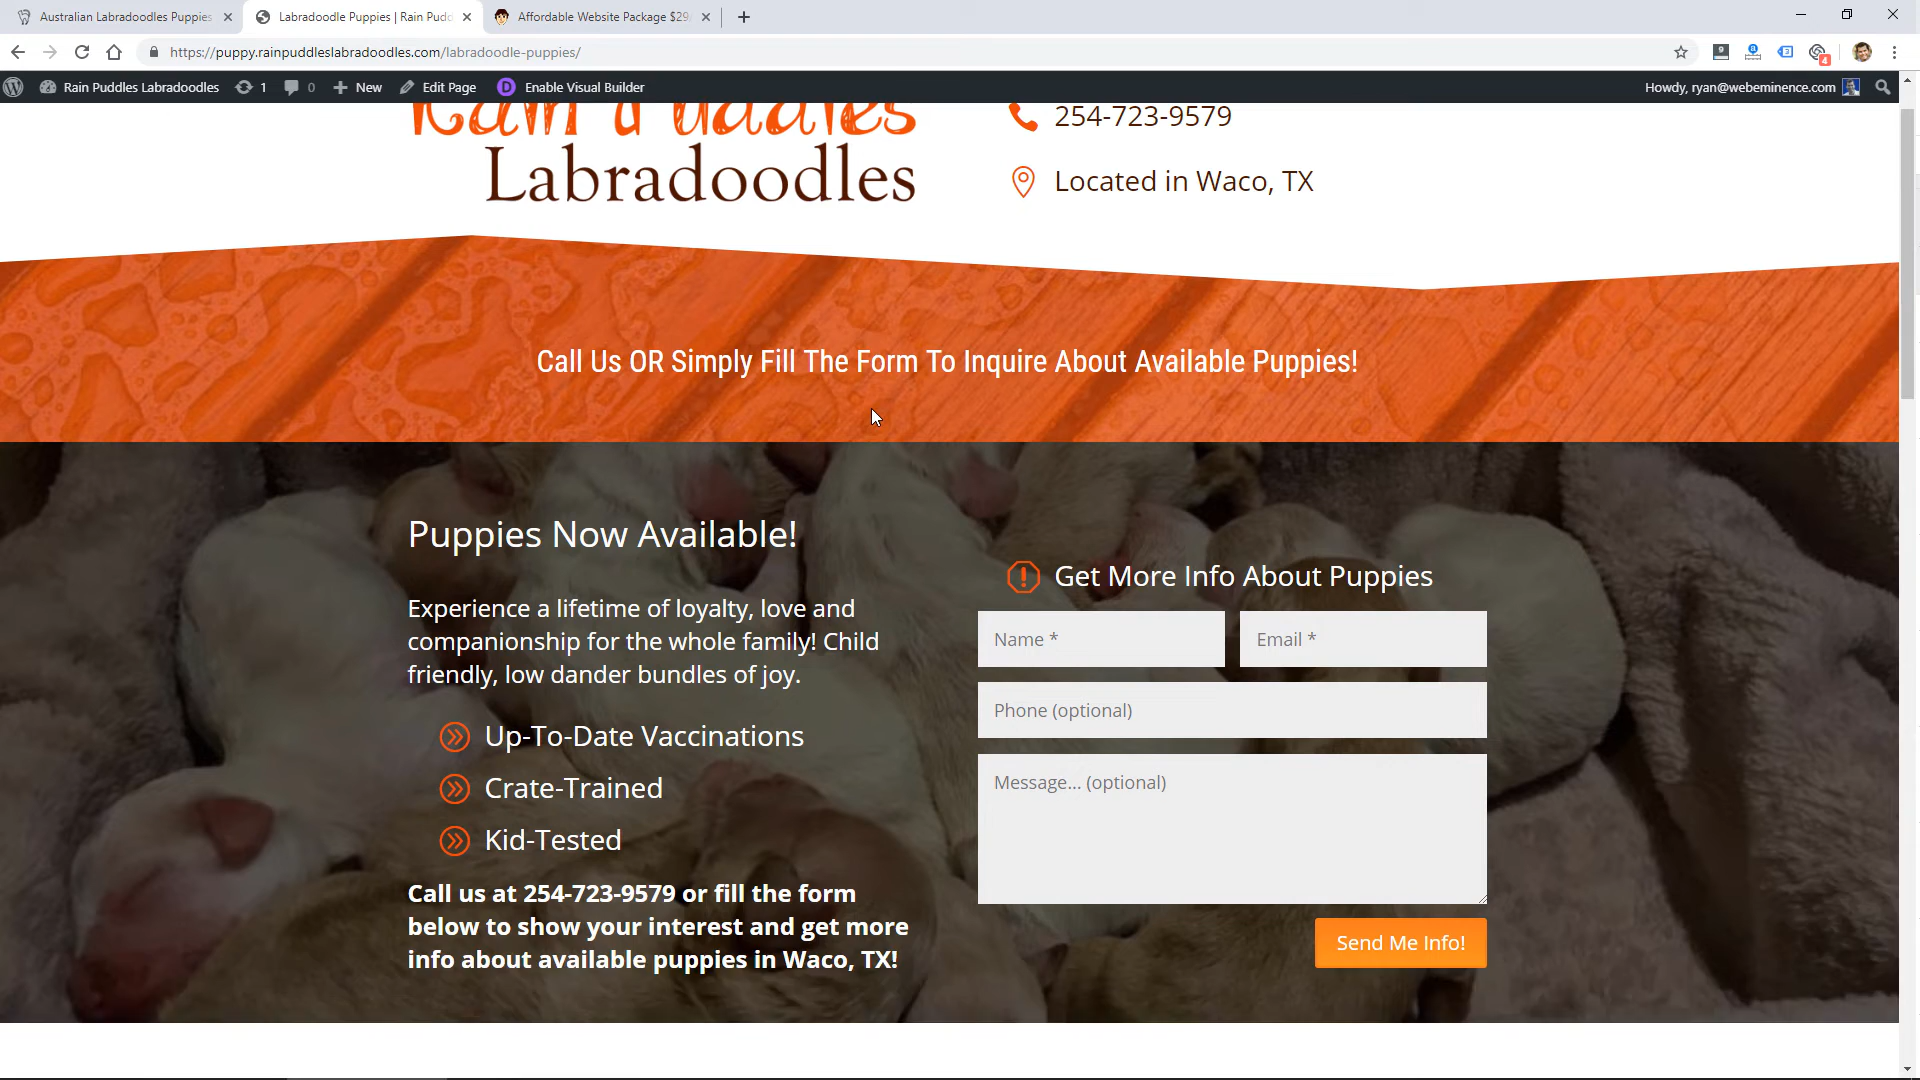 Australian Labradoodles Puppies
Labradoodle Puppies | Rain Pudd
Affordable Website Package $29
https://puppy.rainpuddleslabradoodles.com/labradoodle-puppies/
4
Rain Puddles Labradoodles
1
0
New
Edit Page
D
Enable Visual Builder
Howdy, ryan@webeminence.com
Rain Puddles
Labradoodles
254-723-9579
Located in Waco, TX
Call Us OR Simply Fill The Form To Inquire About Available Puppies!
Puppies Now Available!
Experience a lifetime of loyalty, love and
companionship for the whole family! Child
friendly, low dander bundles of joy.
Up-To-Date Vaccinations
Crate-Trained
Kid-Tested
Call us at 254-723-9579 or fill the form
below to show your interest and get more
info about available puppies in Waco, TX!
Get More Info About Puppies
Name *
Email *
Phone (optional)
Message... (optional)
Send Me Info!